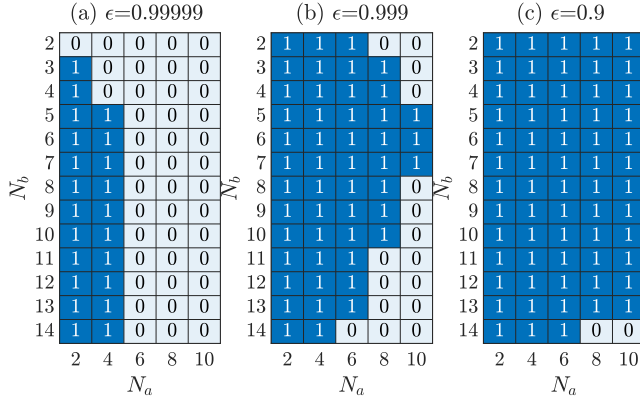 (a) ϵ=0.99999 (b) ϵ=0.999 (c) ϵ=0.9
2 0 0 0 0 0 2 1 1 1 0 0 2 1 1 1 1 1
3 1 0 0 0 0 3 1 1 1 1 0 3 1 1 1 1 1
4 1 0 0 0 0 4 1 1 1 1 0 4 1 1 1 1 1
5 1 1 0 0 0 5 1 1 1 1 1 5 1 1 1 1 1
6 1 1 0 0 0 6 1 1 1 1 1 6 1 1 1 1 1
7 1 1 0 0 0 7 1 1 1 1 1 7 1 1 1 1 1
N_b N_b N_b
8 1 1 0 0 0 8 1 1 1 1 0 8 1 1 1 1 1
9 1 1 0 0 0 9 1 1 1 1 0 9 1 1 1 1 1
10 1 1 0 0 0 10 1 1 1 1 0 10 1 1 1 1 1
11 1 1 0 0 0 11 1 1 1 0 0 11 1 1 1 1 1
12 1 1 0 0 0 12 1 1 1 0 0 12 1 1 1 1 1
13 1 1 0 0 0 13 1 1 1 0 0 13 1 1 1 1 1
14 1 1 0 0 0 14 1 1 0 0 0 14 1 1 1 0 0
2 4 6 8 10 2 4 6 8 10 2 4 6 8 10
N_a N_a N_a